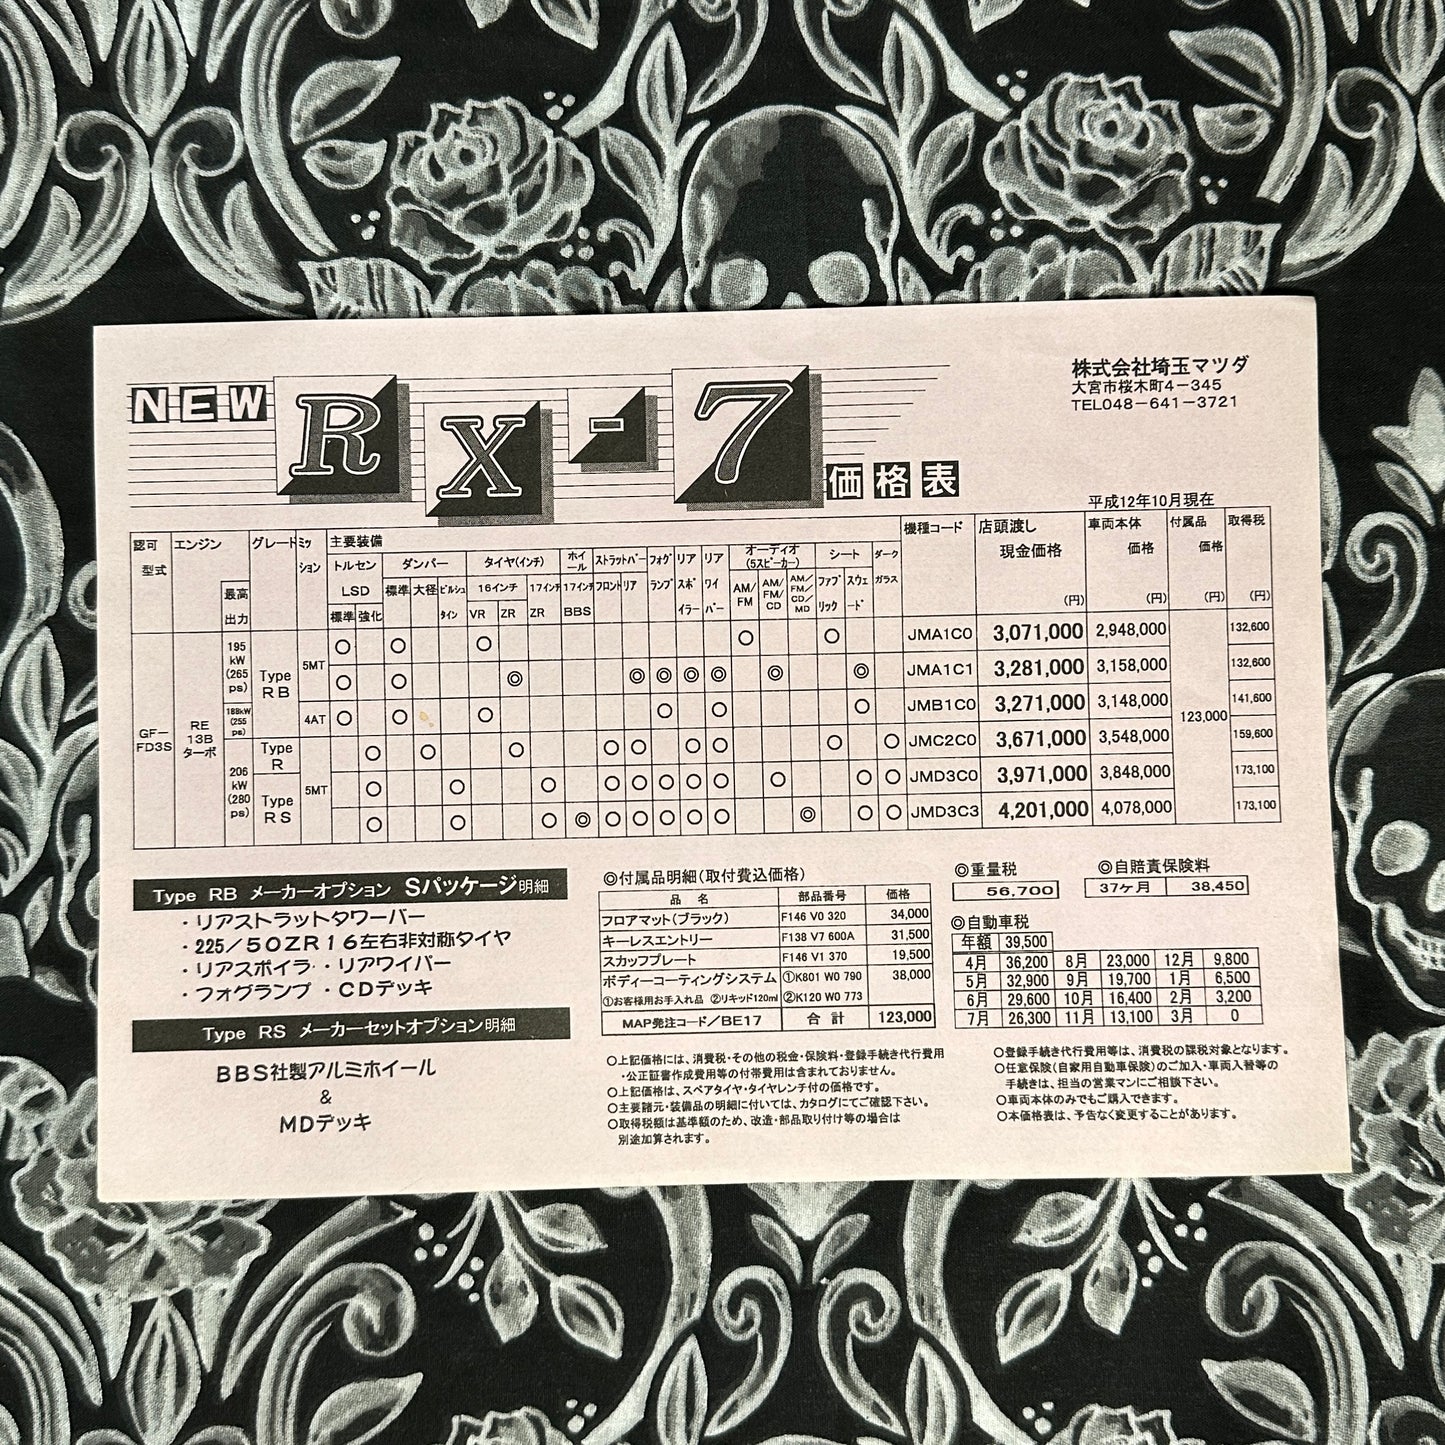 NEW RX-7 価格表
株式会社埼玉マツダ
大宮市桜木町4－345
TEL048－641－3721
平成12年10月現在
認可型式 エンジン 最高出力 グレード ミッション 主要装備 機種コード 店頭渡し現金価格(円) 車両本体価格(円) 付属品価格(円) 取得税(円)
トルセンLSD ダンパー タイヤ(インチ) ホイール ストラットバー フォグランプ リアスポイラー リアワイパー オーディオ(5スピーカー) シート ダークガラス
標準 強化 標準 大径 ビルシュタイン 16インチ VR ZR 17インチ ZR 17インチ BBS フロント リア AM/FM AM/FM/CD AM/FM/CD/MD ファブリック スウェード
GF－FD3S RE13Bターボ 195kW(265ps) Type RB 5MT ○ ○ ○ ○ ○ JMA1C0 3,071,000 2,948,000 123,000 132,600
○ ○ ◎ ◎ ◎ ◎ ◎ ◎ ◎ JMA1C1 3,281,000 3,158,000 132,600
188kW(255ps) 4AT ○ ○ ○ ○ ○ ○ JMB1C0 3,271,000 3,148,000 141,600
206kW(280ps) Type R 5MT ○ ○ ○ ○ ○ ○ ○ ○ ○ JMC2C0 3,671,000 3,548,000 159,600
Type RS ○ ○ ○ ○ ○ ○ ○ ○ ○ ○ ○ JMD3C0 3,971,000 3,848,000 173,100
○ ○ ○ ◎ ○ ○ ○ ○ ○ ◎ ○ ○ JMD3C3 4,201,000 4,078,000 173,100
Type RB メーカーオプション Sパッケージ明細
・リアストラットタワーバー
・225／50ZR16左右非対称タイヤ
・リアスポイラ・・リアワイパー
・フォグランプ ・CDデッキ
Type RS メーカーセットオプション明細
BBS社製アルミホイール
&
MDデッキ
◎付属品明細(取付費込価格)
品 名 部品番号 価格
フロアマット(ブラック) F146 V0 320 34,000
キーレスエントリー F138 V7 600A 31,500
スカッフプレート F146 V1 370 19,500
ボディーコーティングシステム ①K801 W0 790 38,000
①お客様用お手入れ品 ②リキッド120ml ②K120 W0 773
MAP発注コード／BE17 合 計 123,000
○上記価格には、消費税・その他の税金・保険料・登録手続き代行費用
・公正証書作成費用等の付帯費用は含まれておりません。
○上記価格は、スペアタイヤ・タイヤレンチ付の価格です。
○主要諸元・装備品の明細に付いては、カタログにてご確認下さい。
○取得税額は基準額のため、改造・部品取り付け等の場合は
別途加算されます。
◎重量税
56,700
◎自賠責保険料
37ヶ月 38,450
◎自動車税
年額 39,500
4月 36,200 8月 23,000 12月 9,800
5月 32,900 9月 19,700 1月 6,500
6月 29,600 10月 16,400 2月 3,200
7月 26,300 11月 13,100 3月 0
○登録手続き代行費用等は、消費税の課税対象となります。
○任意保険(自家用自動車保険)のご加入・車両入替等の
手続きは、担当の営業マンにご相談下さい。
○車両本体のみでもご購入できます。
○本価格表は、予告なく変更することがあります。